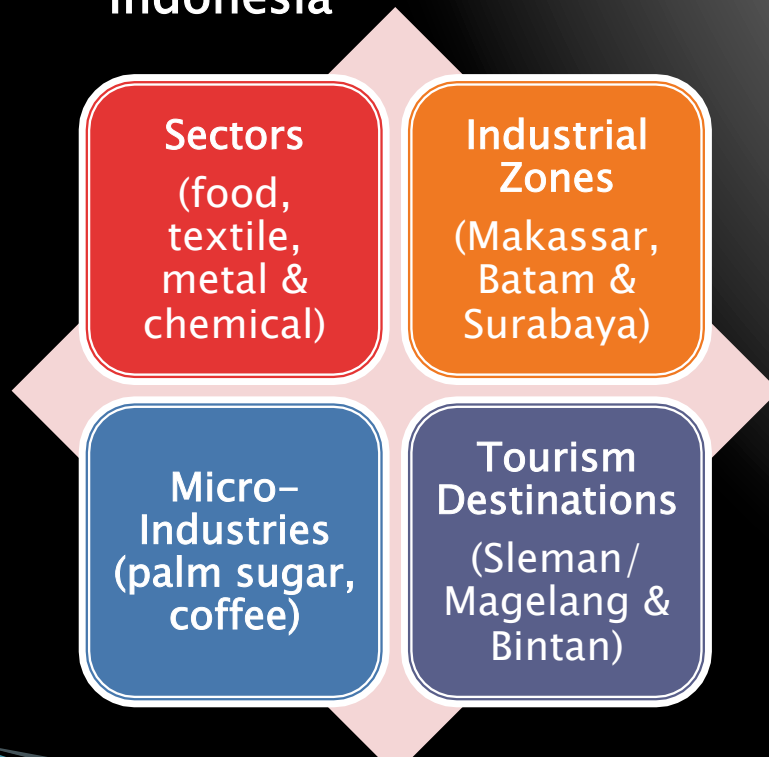 Indonesia
Sectors
(food,
textile,
metal &
chemical)
Industrial
Zones
(Makassar,
Batam &
Surabaya)
Micro-
Industries
(palm sugar,
coffee)
Tourism
Destinations
(Sleman/
Magelang &
Bintan)